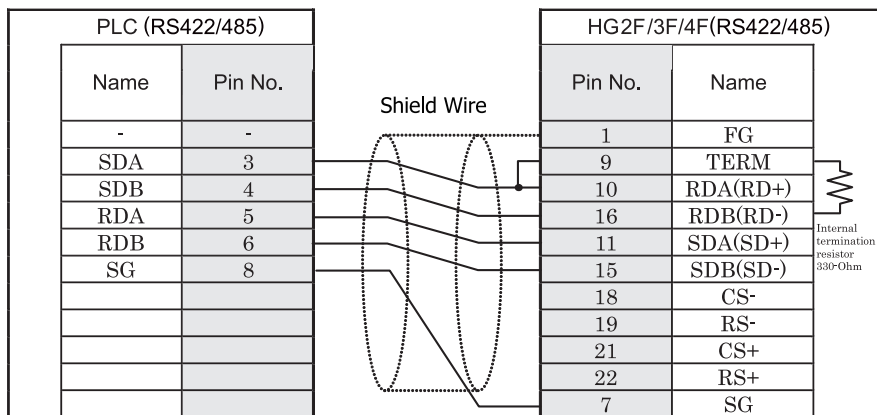 PLC (RS422/485)
HG2F/3F/4F(RS422/485)
Name Pin No.
Shield Wire
Pin No. Name
- -
1 FG
SDA 3
9 TERM
SDB 4
10 RDA(RD+)
RDA 5
16 RDB(RD-)
RDB 6
11 SDA(SD+)
SG 8
15 SDB(SD-)
Internal
termination
resistor
330-Ohm
18 CS-
19 RS-
21 CS+
22 RS+
7 SG